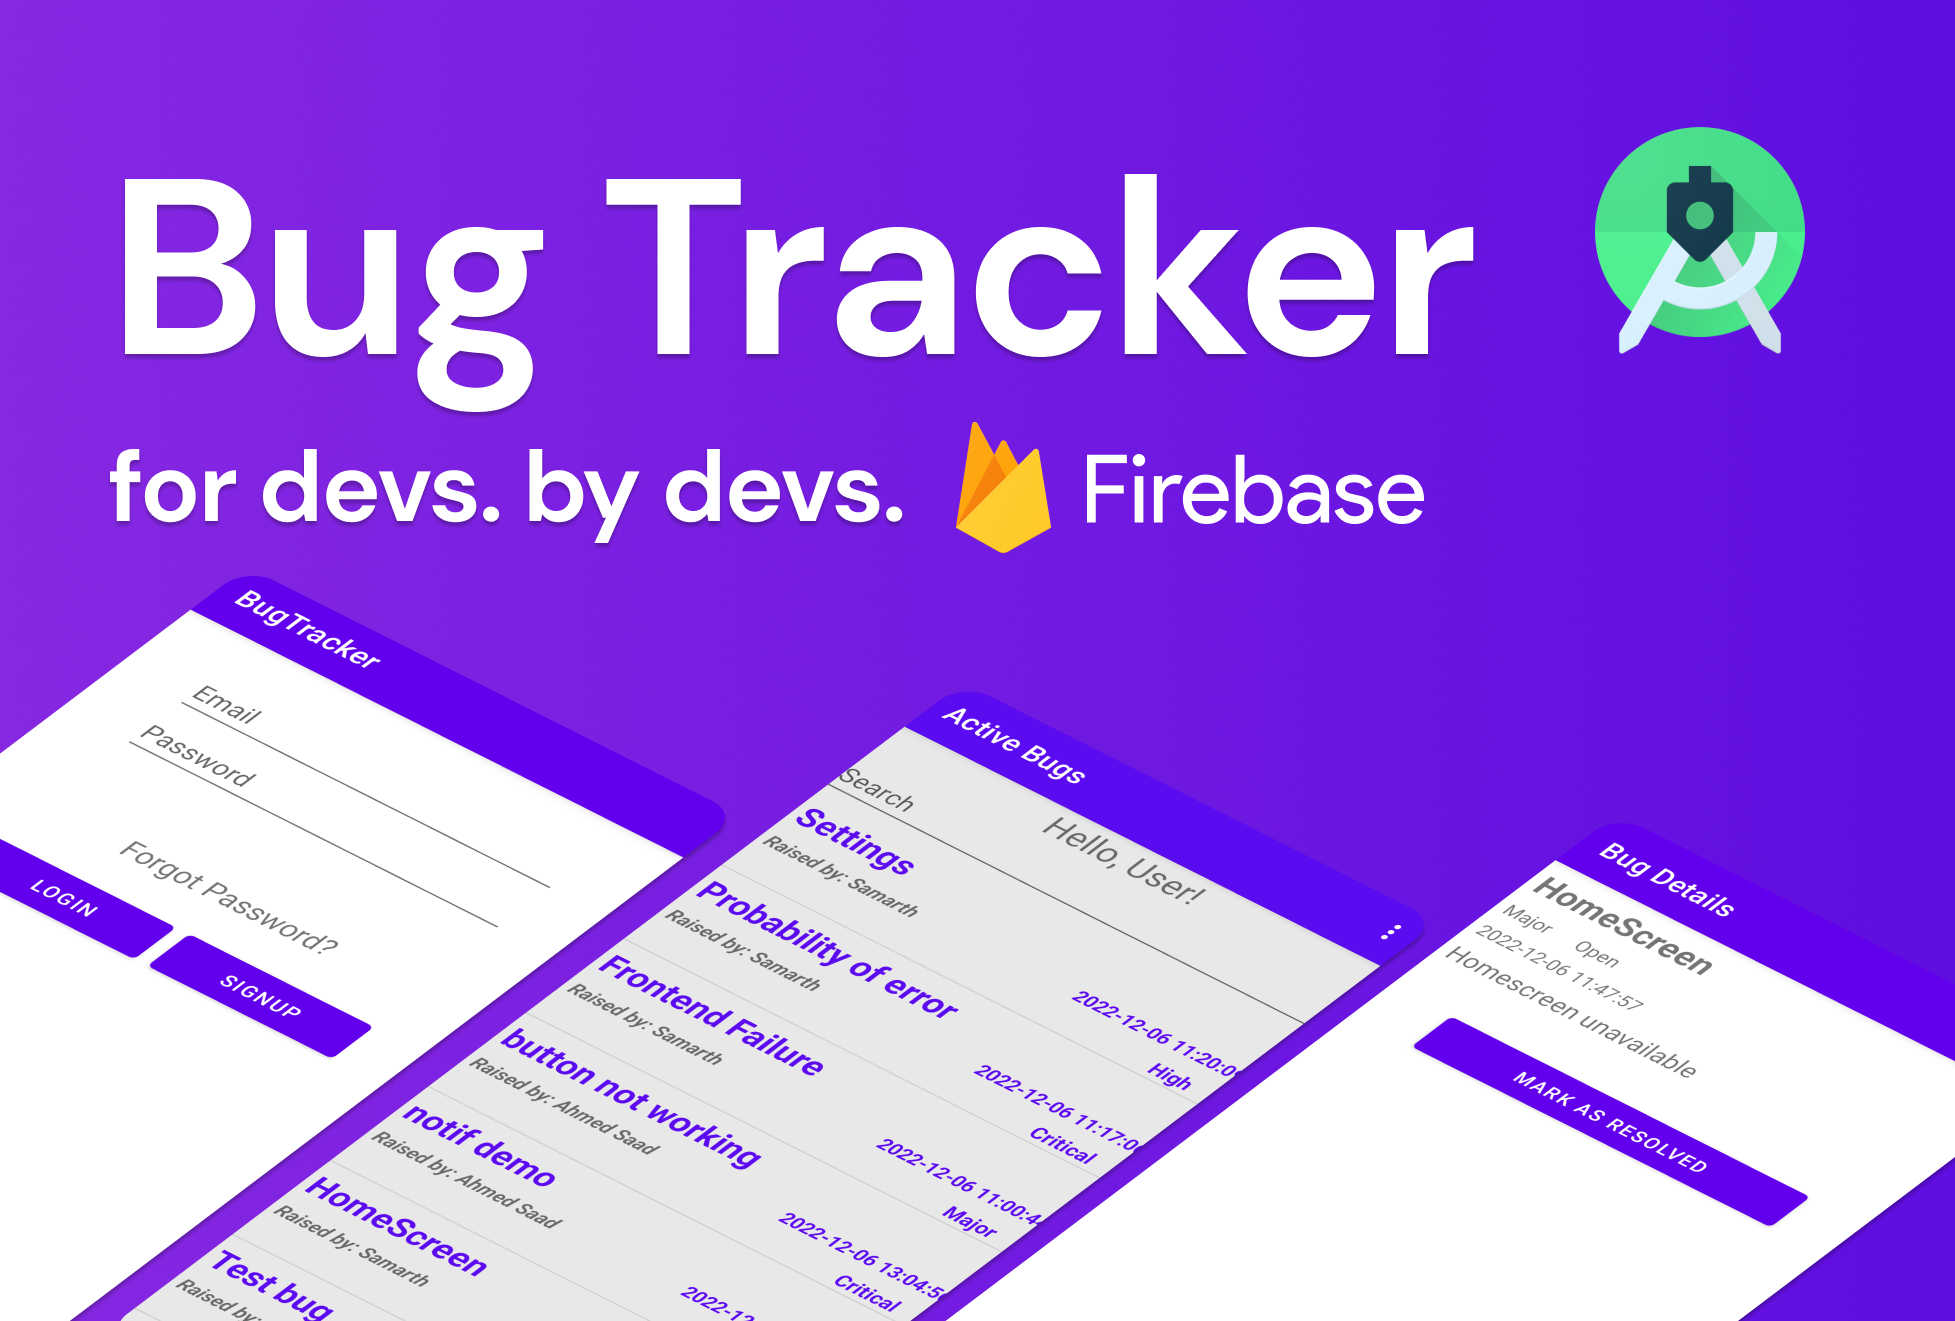 Bug Tracker
for devs. by devs.
Firebase
BugTracker
Email
Password
Forgot Password?
LOGIN
SIGNUP
Active Bugs
Search
Hello, User!
Settings
Raised by: Samarth
2022-12-06 11:20:0
High
Probability of error
Raised by: Samarth
2022-12-06 11:17:0
Critical
Frontend Failure
Raised by: Samarth
2022-12-06 11:00:4
Major
button not working
Raised by: Ahmed Saad
2022-12-06 13:04:5
Critical
notif demo
Raised by: Ahmed Saad
2022-12
HomeScreen
Raised by: Samarth
Test bug
Raised by:
Bug Details
HomeScreen
Major Open
2022-12-06 11:47:57
Homescreen unavailable
MARK AS RESOLVED